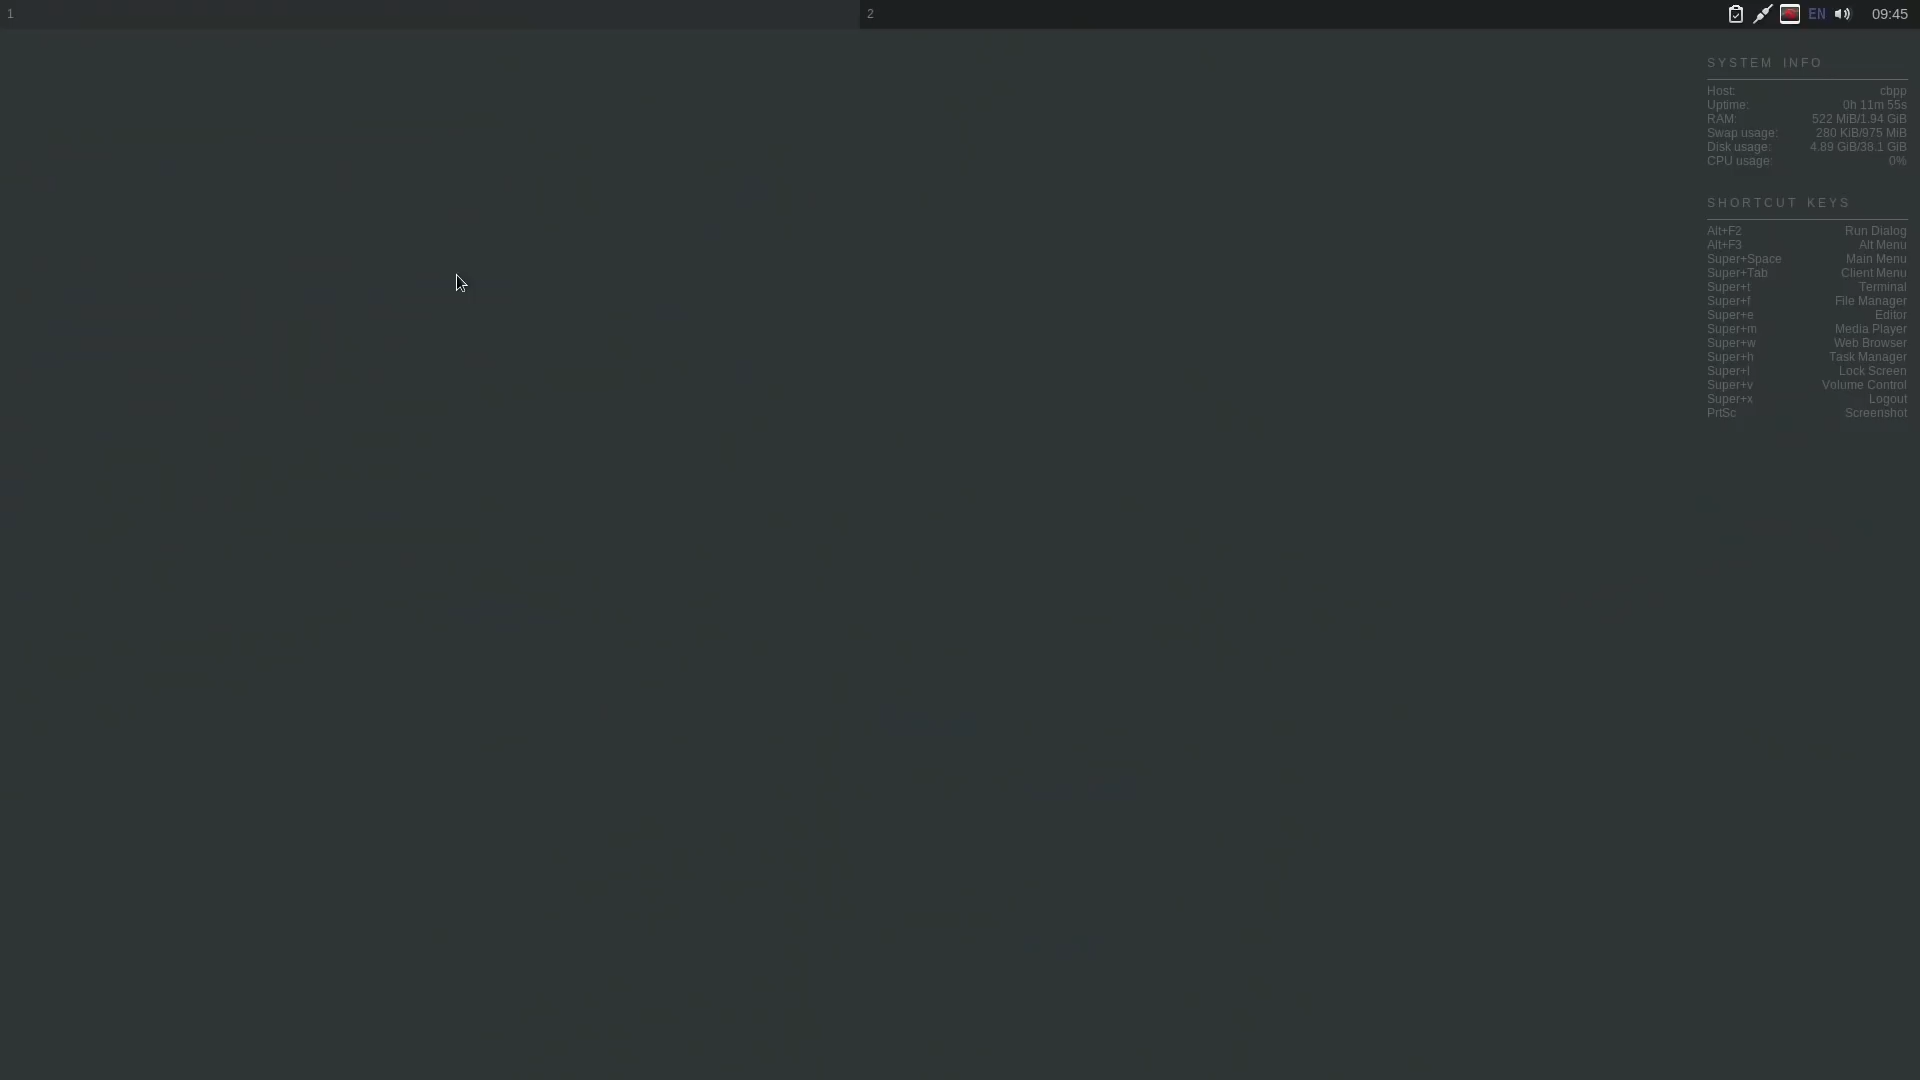 1 2 EN 09:45
SYSTEM INFO
Host: cbpp
Uptime: 0h 11m 55s
RAM: 522 MiB/1.94 GiB
Swap usage: 280 KiB/975 MiB
Disk usage: 4.89 GiB/38.1 GiB
CPU usage: 0%
SHORTCUT KEYS
Alt+F2 Run Dialog
Alt+F3 Alt Menu
Super+Space Main Menu
Super+Tab Client Menu
Super+t Terminal
Super+f File Manager
Super+e Editor
Super+m Media Player
Super+w Web Browser
Super+h Task Manager
Super+l Lock Screen
Super+v Volume Control
Super+x Logout
PrtSc Screenshot